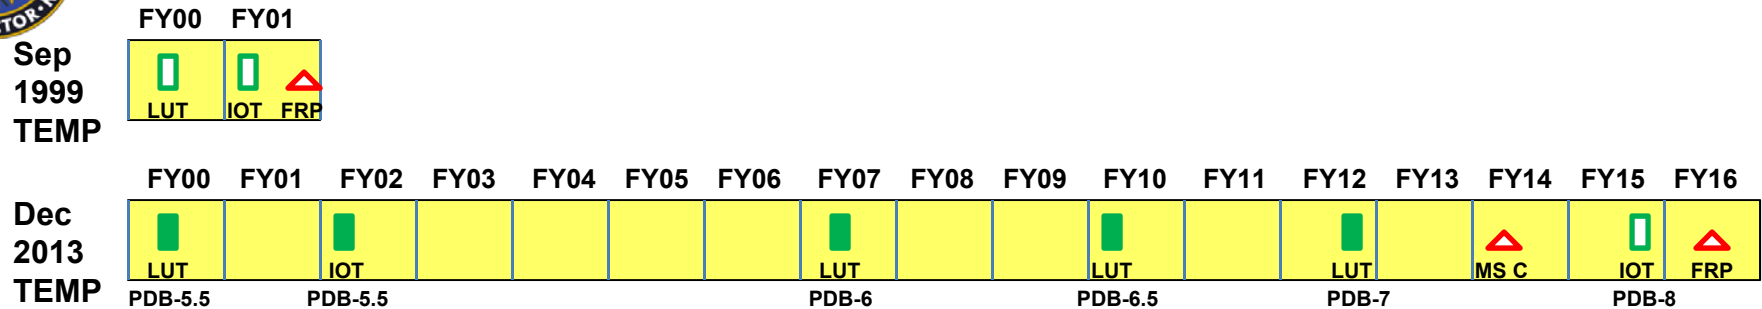 TOR
FY00 FY01
Sep
1999
TEMP
LUT IOT FRP
FY00 FY01 FY02 FY03 FY04 FY05 FY06 FY07 FY08 FY09 FY10 FY11 FY12 FY13 FY14 FY15 FY16
Dec
2013
TEMP
LUT IOT LUT LUT LUT MS C IOT FRP
PDB-5.5 PDB-5.5 PDB-6 PDB-6.5 PDB-7 PDB-8